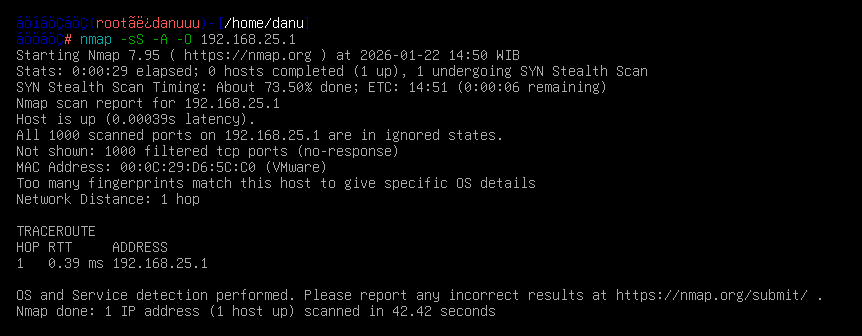 (rootãë¿danuuu)-[/home/danu]
# nmap -sS -A -O 192.168.25.1
Starting Nmap 7.95 ( https://nmap.org ) at 2026-01-22 14:50 WIB
Stats: 0:00:29 elapsed; 0 hosts completed (1 up), 1 undergoing SYN Stealth Scan
SYN Stealth Scan Timing: About 73.50% done; ETC: 14:51 (0:00:06 remaining)
Nmap scan report for 192.168.25.1
Host is up (0.00039s latency).
All 1000 scanned ports on 192.168.25.1 are in ignored states.
Not shown: 1000 filtered tcp ports (no-response)
MAC Address: 00:0C:29:D6:5C:C0 (VMware)
Too many fingerprints match this host to give specific OS details
Network Distance: 1 hop
TRACEROUTE
HOP RTT     ADDRESS
1   0.39 ms 192.168.25.1
OS and Service detection performed. Please report any incorrect results at https://nmap.org/submit/ .
Nmap done: 1 IP address (1 host up) scanned in 42.42 seconds